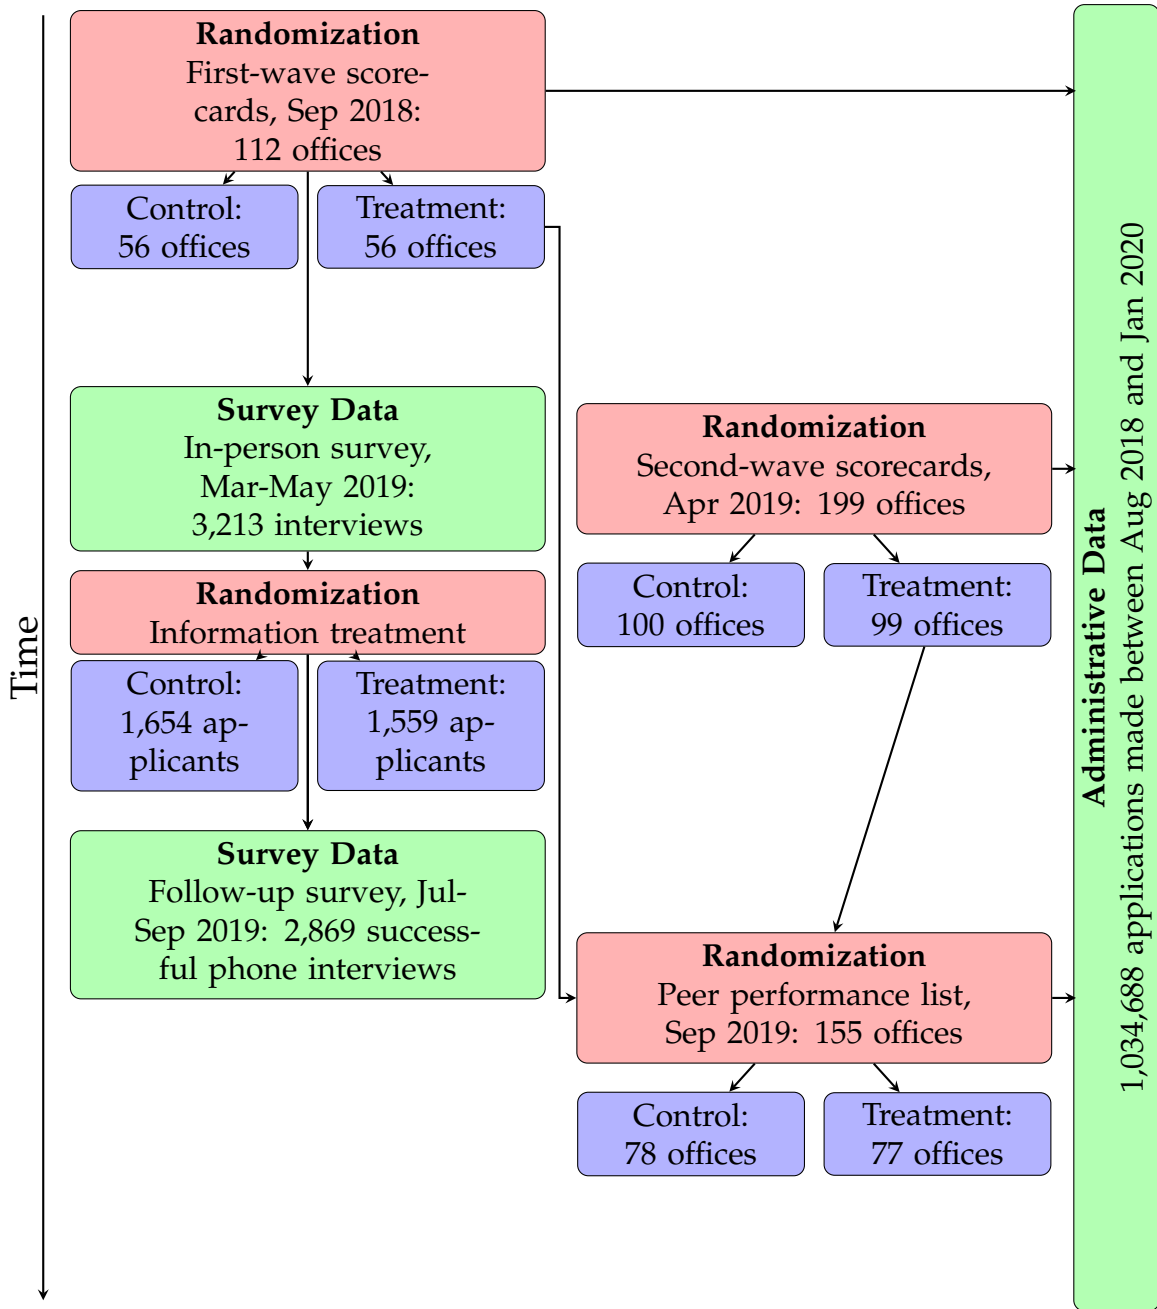 Randomization
First-wave score-
cards, Sep 2018:
112 offices
Control:
56 offices
Treatment:
56 offices
Survey Data
In-person survey,
Mar-May 2019:
3,213 interviews
Randomization
Information treatment
Control:
1,654 ap-
plicants
Treatment:
1,559 ap-
plicants
Survey Data
Follow-up survey, Jul-
Sep 2019: 2,869 success-
ful phone interviews
Randomization
Second-wave scorecards,
Apr 2019: 199 offices
Control:
100 offices
Treatment:
99 offices
Randomization
Peer performance list,
Sep 2019: 155 offices
Control:
78 offices
Treatment:
77 offices
Administrative Data
1,034,688 applications made between Aug 2018 and Jan 2020
Time